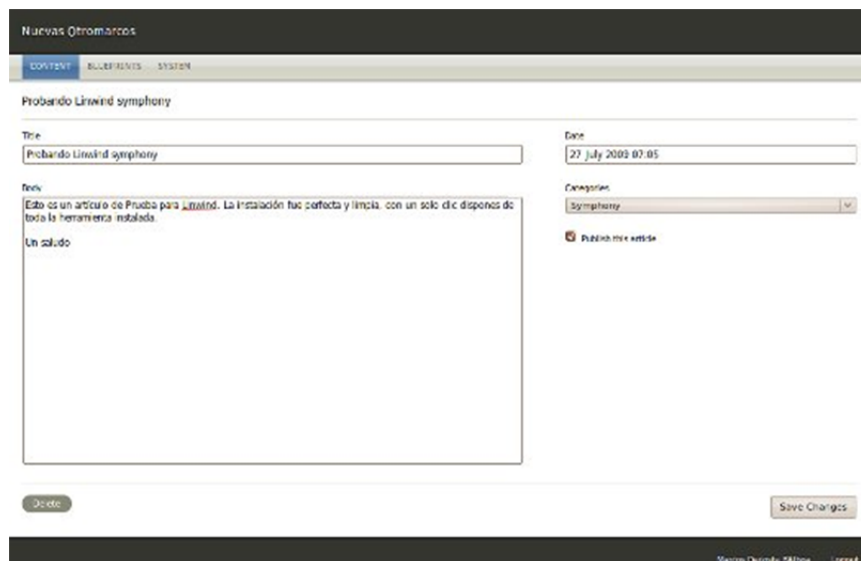 Nuevas Otromarcos
CONTENT BLUEPRINTS SYSTEM
Probando Linwind symphony
Title
Probando Linwind symphony
Date
27 July 2009 07:05
Body
Esto es un artículo de Prueba para Linwind. La instalación fue perfecta y limpia, con un solo clic dispones de
toda la herramienta instalada.
Un saludo
Categories
Symphony
Publish this article
Delete
Save Changes
Logout